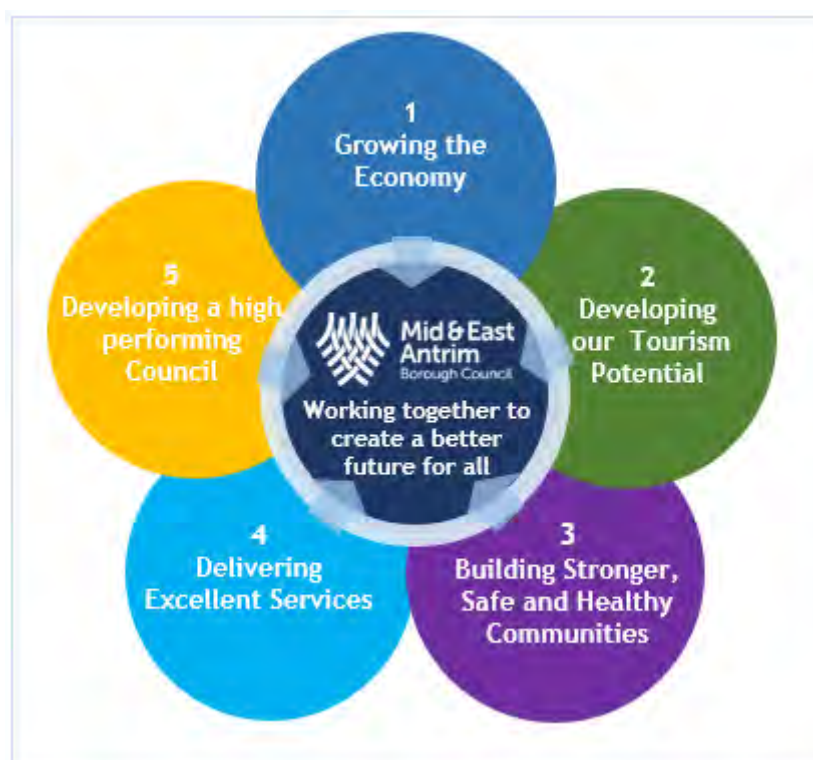 1
Growing the
Economy
2
Developing
our Tourism
Potential
3
Building Stronger,
Safe and Healthy
Communities
4
Delivering
Excellent Services
5
Developing a high
performing
Council
Mid & East
Antrim
Borough Council
Working together to
create a better
future for all